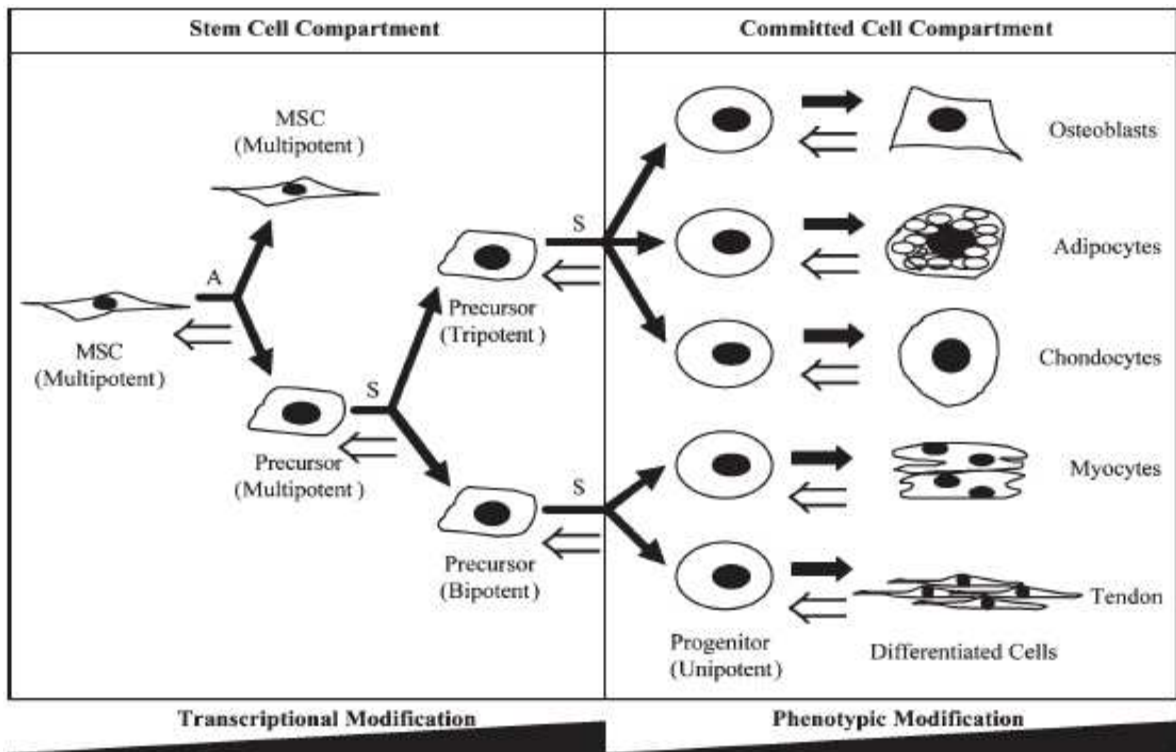 Stem Cell Compartment
Committed Cell Compartment
MSC
(Multipotent)
Osteoblasts
S
Adipocytes
A
Precursor
(Tripotent)
MSC
(Multipotent)
Chondocytes
S
Precursor
(Multipotent)
Myocytes
S
Precursor
(Bipotent)
Tendon
Progenitor
(Unipotent)
Differentiated Cells
Transcriptional Modification
Phenotypic Modification